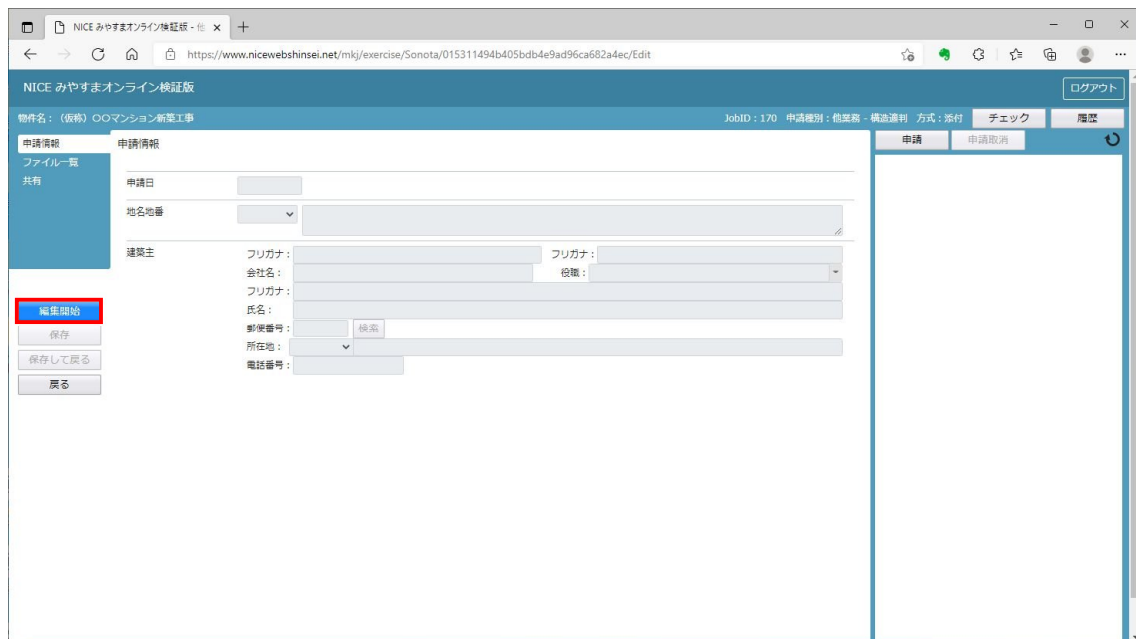 NICE みやすまオンライン検証版 - 他
https://www.nicewebshinsei.net/mkj/exercise/Sonota/015311494b405bdb4e9ad96ca682a4ec/Edit
NICE みやすまオンライン検証版
ログアウト
物件名：（仮称）〇〇マンション新築工事
JobID：170 申請種別：他業務 - 構造適判 方式：添付
チェック
履歴
申請情報
ファイル一覧
共有
申請情報
申請
申請取消
申請日
地名地番
建築主
フリガナ：
フリガナ：
会社名：
役職：
フリガナ：
氏名：
郵便番号：
検索
所在地：
電話番号：
編集開始
保存
保存して戻る
戻る